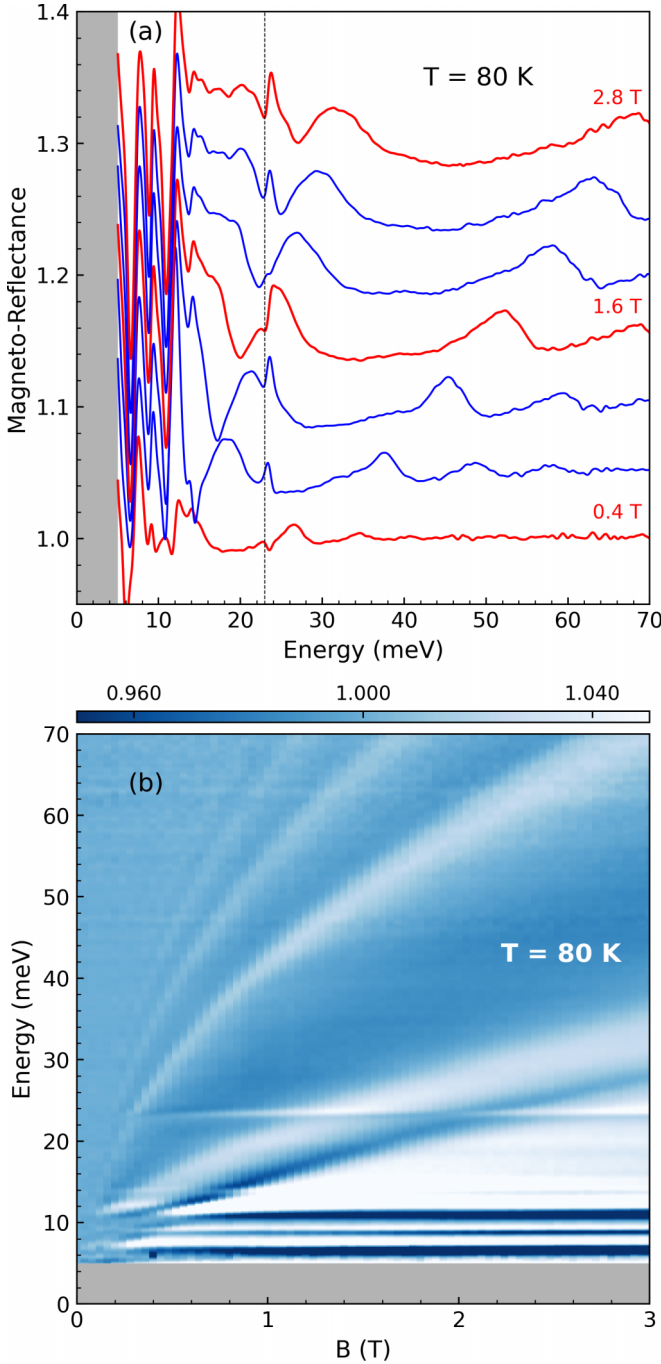 1.4
(a)
T = 80 K
2.8 T
1.3
1.2
1.6 T
1.1
0.4 T
1.0
Magneto-Reflectance
0 10 20 30 40 50 60 70
Energy (meV)
0.960 1.000 1.040
70
(b)
60
50
T = 80 K
40
30
20
10
0
Energy (meV)
0 1 2 3
B (T)